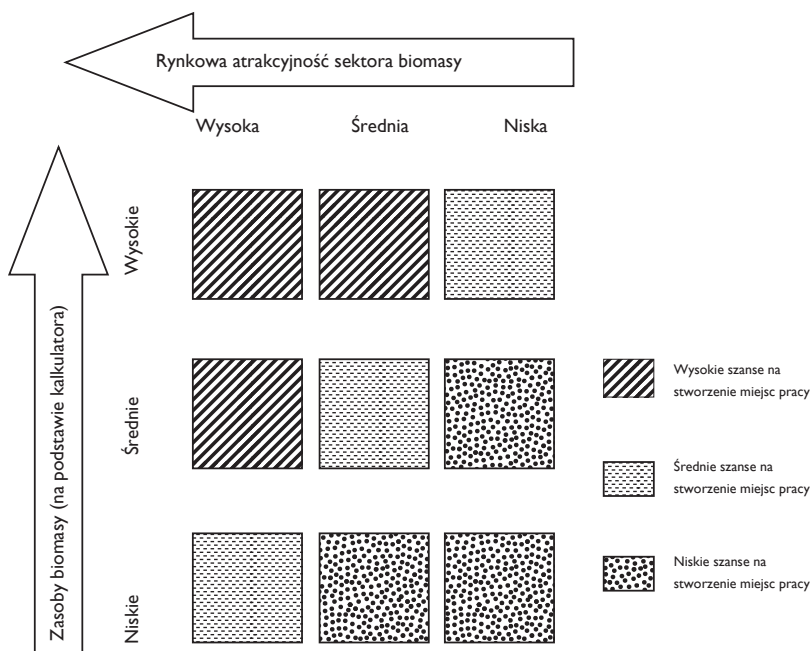 Rynkowa atrakcyjność sektora biomasy
Wysoka Średnia Niska
Zasoby biomasy (na podstawie kalkulatora)
Wysokie
Średnie
Niskie
Wysokie szanse na
stworzenie miejsc pracy
Średnie szanse na
stworzenie miejsc pracy
Niskie szanse na
stworzenie miejsc pracy